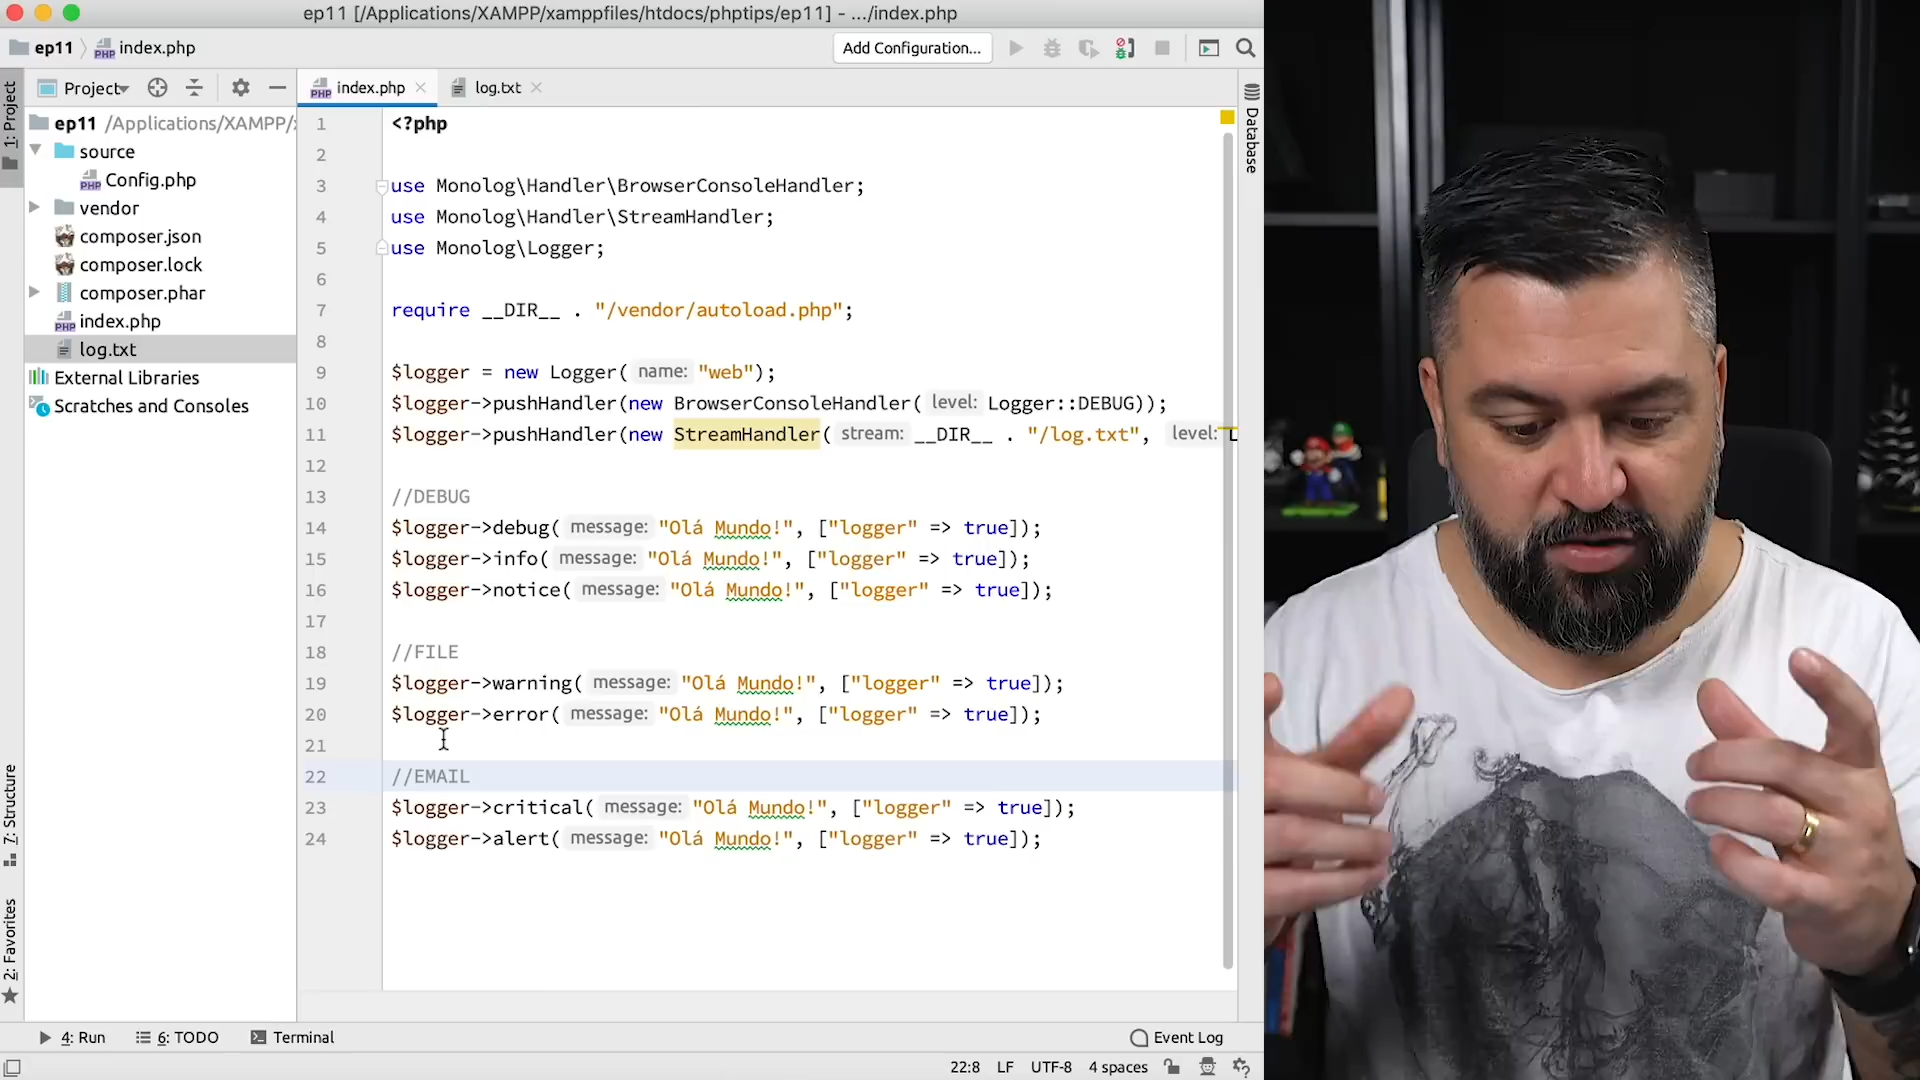 ep11 [/Applications/XAMPP/xamppfiles/htdocs/phptips/ep11] - .../index.php
ep11 index.php
Add Configuration...
Project
index.php
log.txt
1: Project
ep11 /Applications/XAMPP/
source
Config.php
vendor
composer.json
composer.lock
composer.phar
index.php
log.txt
External Libraries
Scratches and Consoles
7: Structure
2: Favorites
Database
1 <?php
2
3 use Monolog\Handler\BrowserConsoleHandler;
4 use Monolog\Handler\StreamHandler;
5 use Monolog\Logger;
6
7 require __DIR__ . "/vendor/autoload.php";
8
9 $logger = new Logger( name: "web");
10 $logger->pushHandler(new BrowserConsoleHandler( level: Logger::DEBUG));
11 $logger->pushHandler(new StreamHandler( stream: __DIR__ . "/log.txt", level:
12
13 //DEBUG
14 $logger->debug( message: "Olá Mundo!", ["logger" => true]);
15 $logger->info( message: "Olá Mundo!", ["logger" => true]);
16 $logger->notice( message: "Olá Mundo!", ["logger" => true]);
17
18 //FILE
19 $logger->warning( message: "Olá Mundo!", ["logger" => true]);
20 $logger->error( message: "Olá Mundo!", ["logger" => true]);
21
22 //EMAIL
23 $logger->critical( message: "Olá Mundo!", ["logger" => true]);
24 $logger->alert( message: "Olá Mundo!", ["logger" => true]);
4: Run
6: TODO
Terminal
Event Log
22:8 LF UTF-8 4 spaces